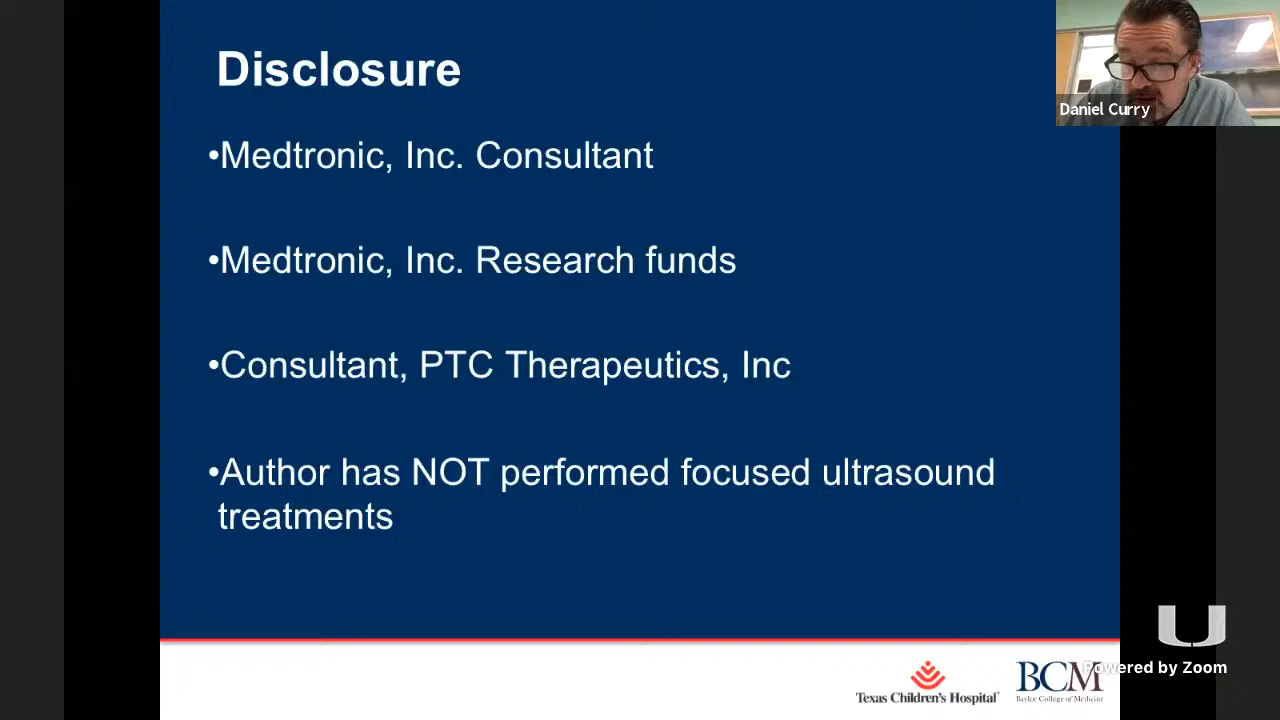 Disclosure
•Medtronic, Inc. Consultant
•Medtronic, Inc. Research funds
•Consultant, PTC Therapeutics, Inc
•Author has NOT performed focused ultrasound
treatments
Daniel Curry
U
Powered by Zoom
Texas Children's Hospital
BCM
Baylor College of Medicine